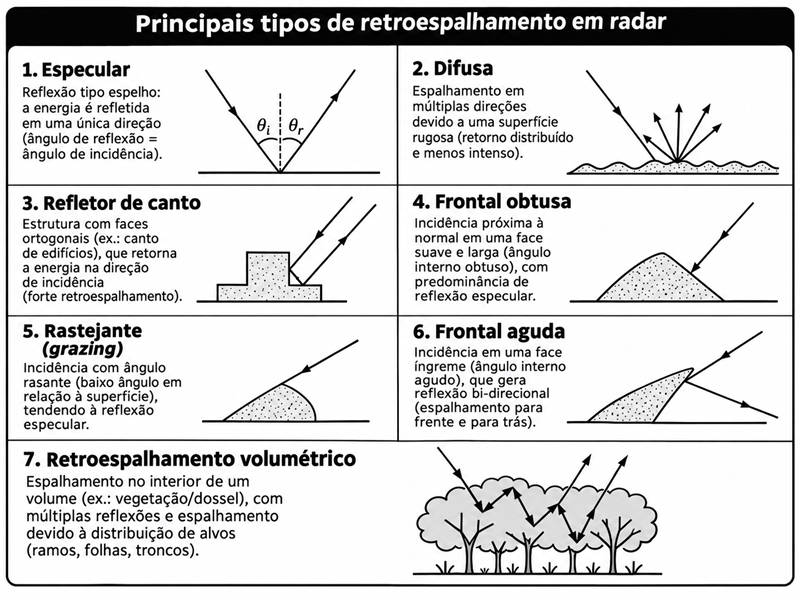 Principais tipos de retroespalhamento em radar
1. Especular
Reflexão tipo espelho:
a energia é refletida
em uma única direção
(ângulo de reflexão =
ângulo de incidência).
θi θr
2. Difusa
Espalhamento em
múltiplas direções
devido a uma superfície
rugosa (retorno distribuído
e menos intenso).
3. Refletor de canto
Estrutura com faces
ortogonais (ex.: canto
de edifícios), que retorna
a energia na direção
de incidência
(forte retroespalhamento).
4. Frontal obtusa
Incidência próxima à
normal em uma face
suave e larga (ângulo
interno obtuso), com
predominância de
reflexão especular.
5. Rastejante
(grazing)
Incidência com ângulo
rasante (baixo ângulo em
relação à superfície),
tendendo à reflexão
especular.
6. Frontal aguda
Incidência em uma face
íngreme (ângulo interno
agudo), que gera
reflexão bi-direcional
(espalhamento para
frente e para trás).
7. Retroespalhamento volumétrico
Espalhamento no interior de um
volume (ex.: vegetação/dossel), com
múltiplas reflexões e espalhamento
devido à distribuição de alvos
(ramos, folhas, troncos).